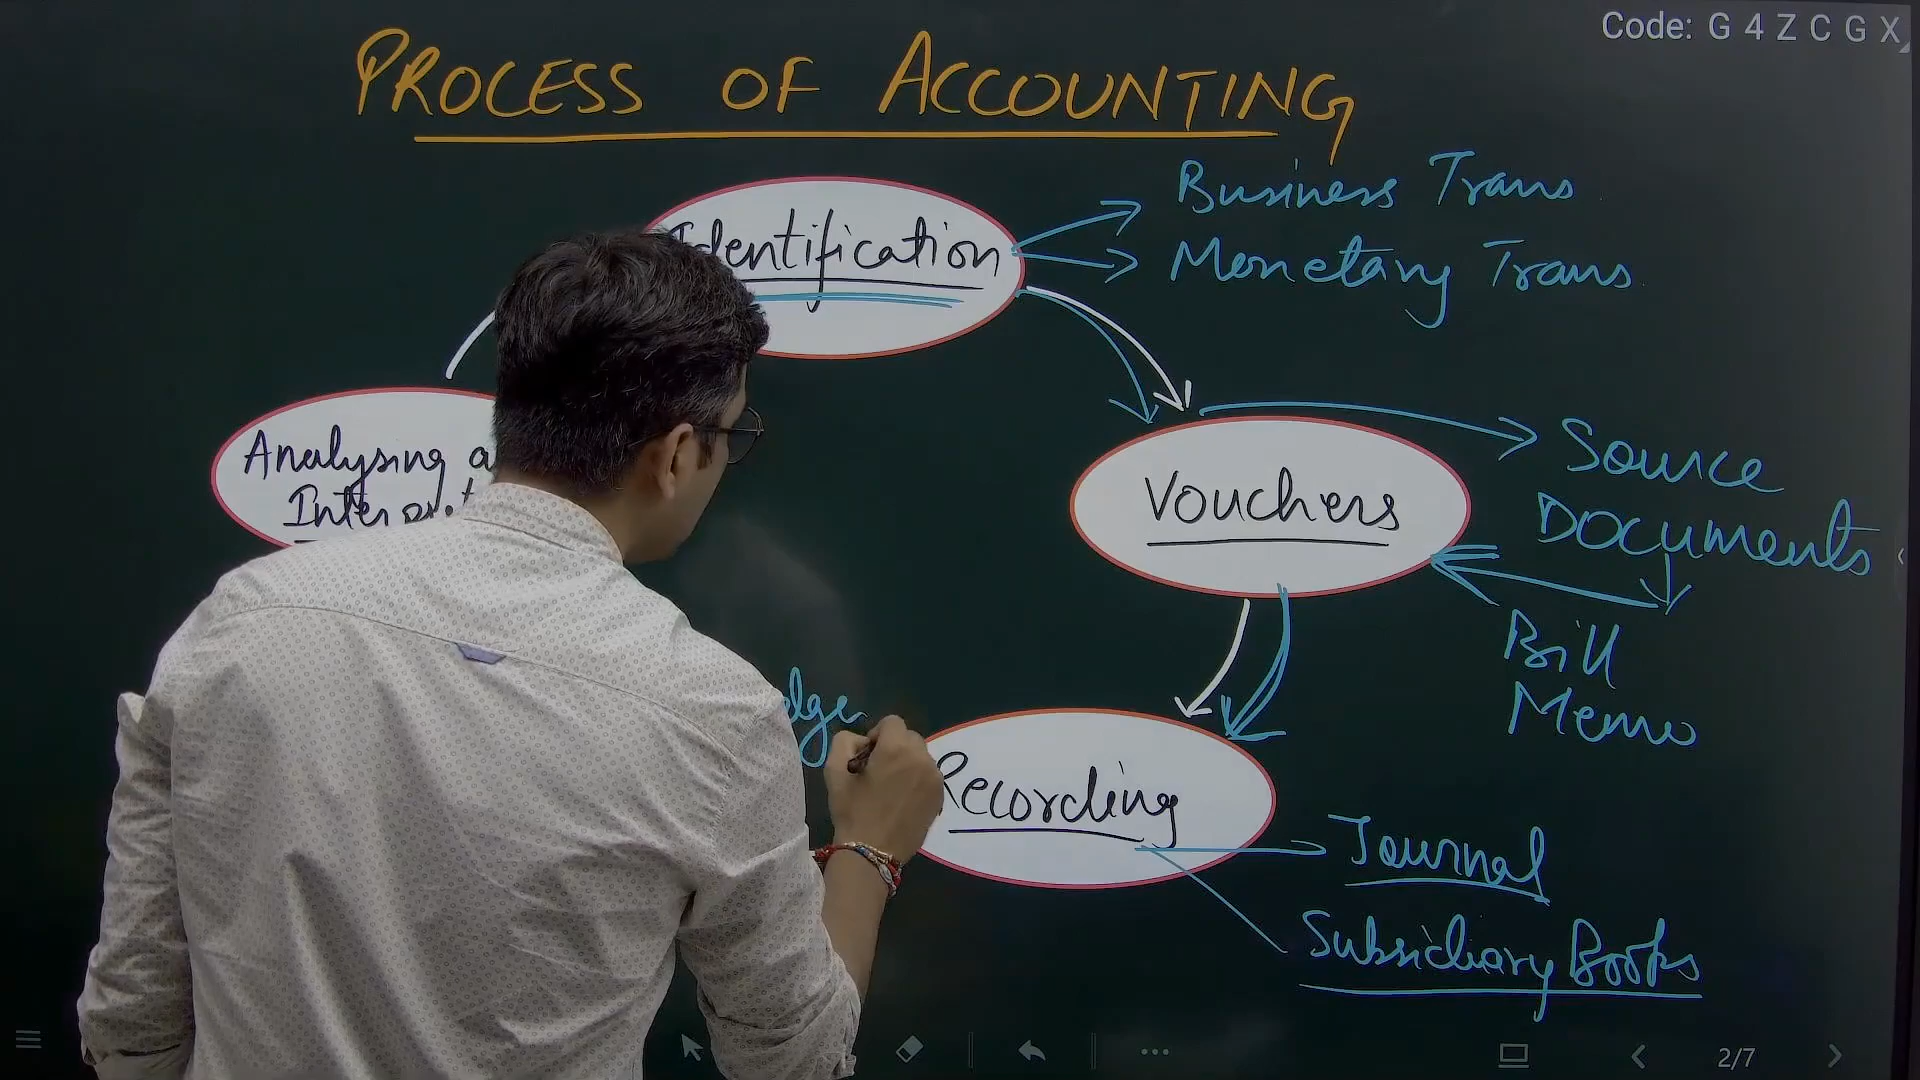 Code: G 4 Z C G X
PROCESS OF ACCOUNTING
Business Trans
Monetary Trans
Identification
Analysing
Vouchers
Source
Documents
Bill
Memo
Recording
Journal
Subsidiary Books
2/7